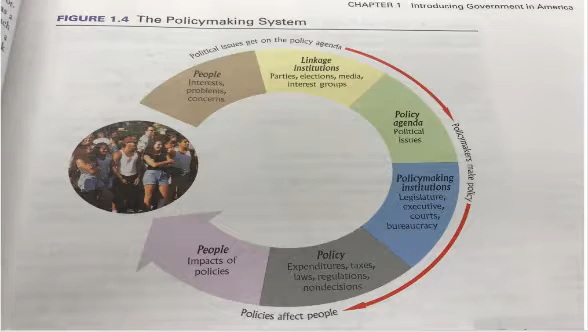 CHAPTER 1 Introducing Government in America
FIGURE 1.4 The Policymaking System
Political issues get on the policy agenda
People
Interests,
problems,
concerns
Linkage
institutions
Parties, elections, media,
interest groups
Policy
agenda
Political
issues
Policymakers make policy
Policymaking
institutions
Legislature,
executive,
courts,
bureaucracy
Policy
Expenditures, taxes,
laws, regulations,
nondecisions
People
Impacts of
policies
Policies affect people